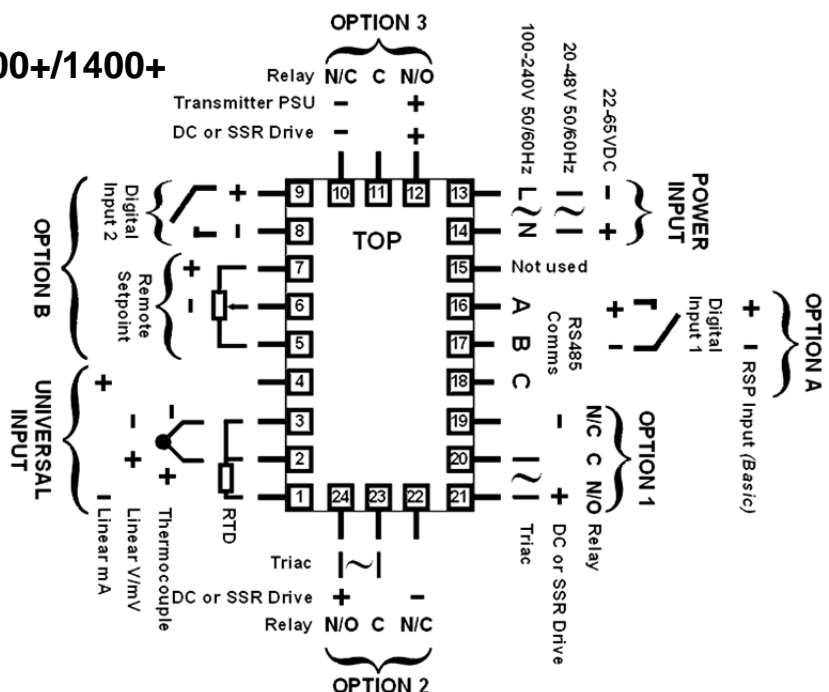 OPTION 3
00+/1400+
Relay N/C C N/O
Transmitter PSU − +
DC or SSR Drive − +
100-240V 50/60Hz
20-48V 50/60Hz
22-65VDC
POWER
INPUT
L
N
− +
9
10
11
12
13
8
14
TOP
7
15
Not used
6
16
A
5
17
B
4
18
C
3
19
2
20
1
24
23
22
21
+ −
Digital
Input 2
OPTION B
+ −
Remote
Setpoint
UNIVERSAL
INPUT
+
− Linear mA
− +
Linear V/mV
− +
Thermocouple
RTD
RS485
Comms
+ −
Digital
Input 1
+ −
RSP Input (Basic)
OPTION A
OPTION 1
N/C C N/O Relay
− +
DC or SSR Drive
Triac
Triac
DC or SSR Drive + −
Relay N/O C N/C
OPTION 2